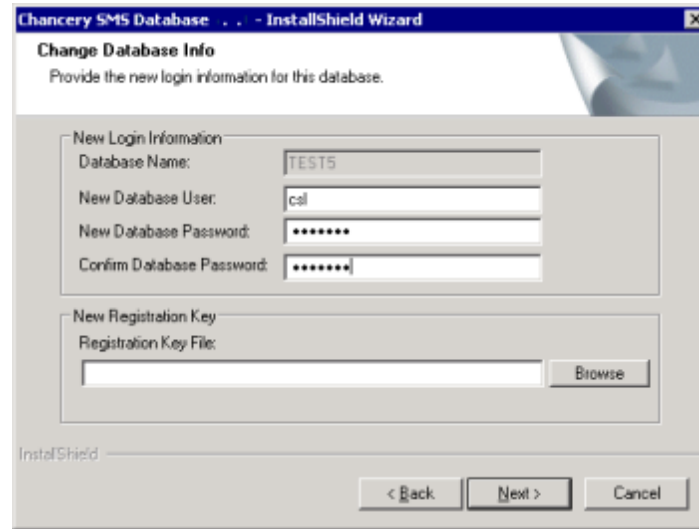 Chancery SMS Database . . . - InstallShield Wizard
Change Database Info
Provide the new login information for this database.
New Login Information
Database Name: TEST5
New Database User: csl
New Database Password: •••••••
Confirm Database Password: •••••••
New Registration Key
Registration Key File:
Browse
InstallShield
< Back Next > Cancel